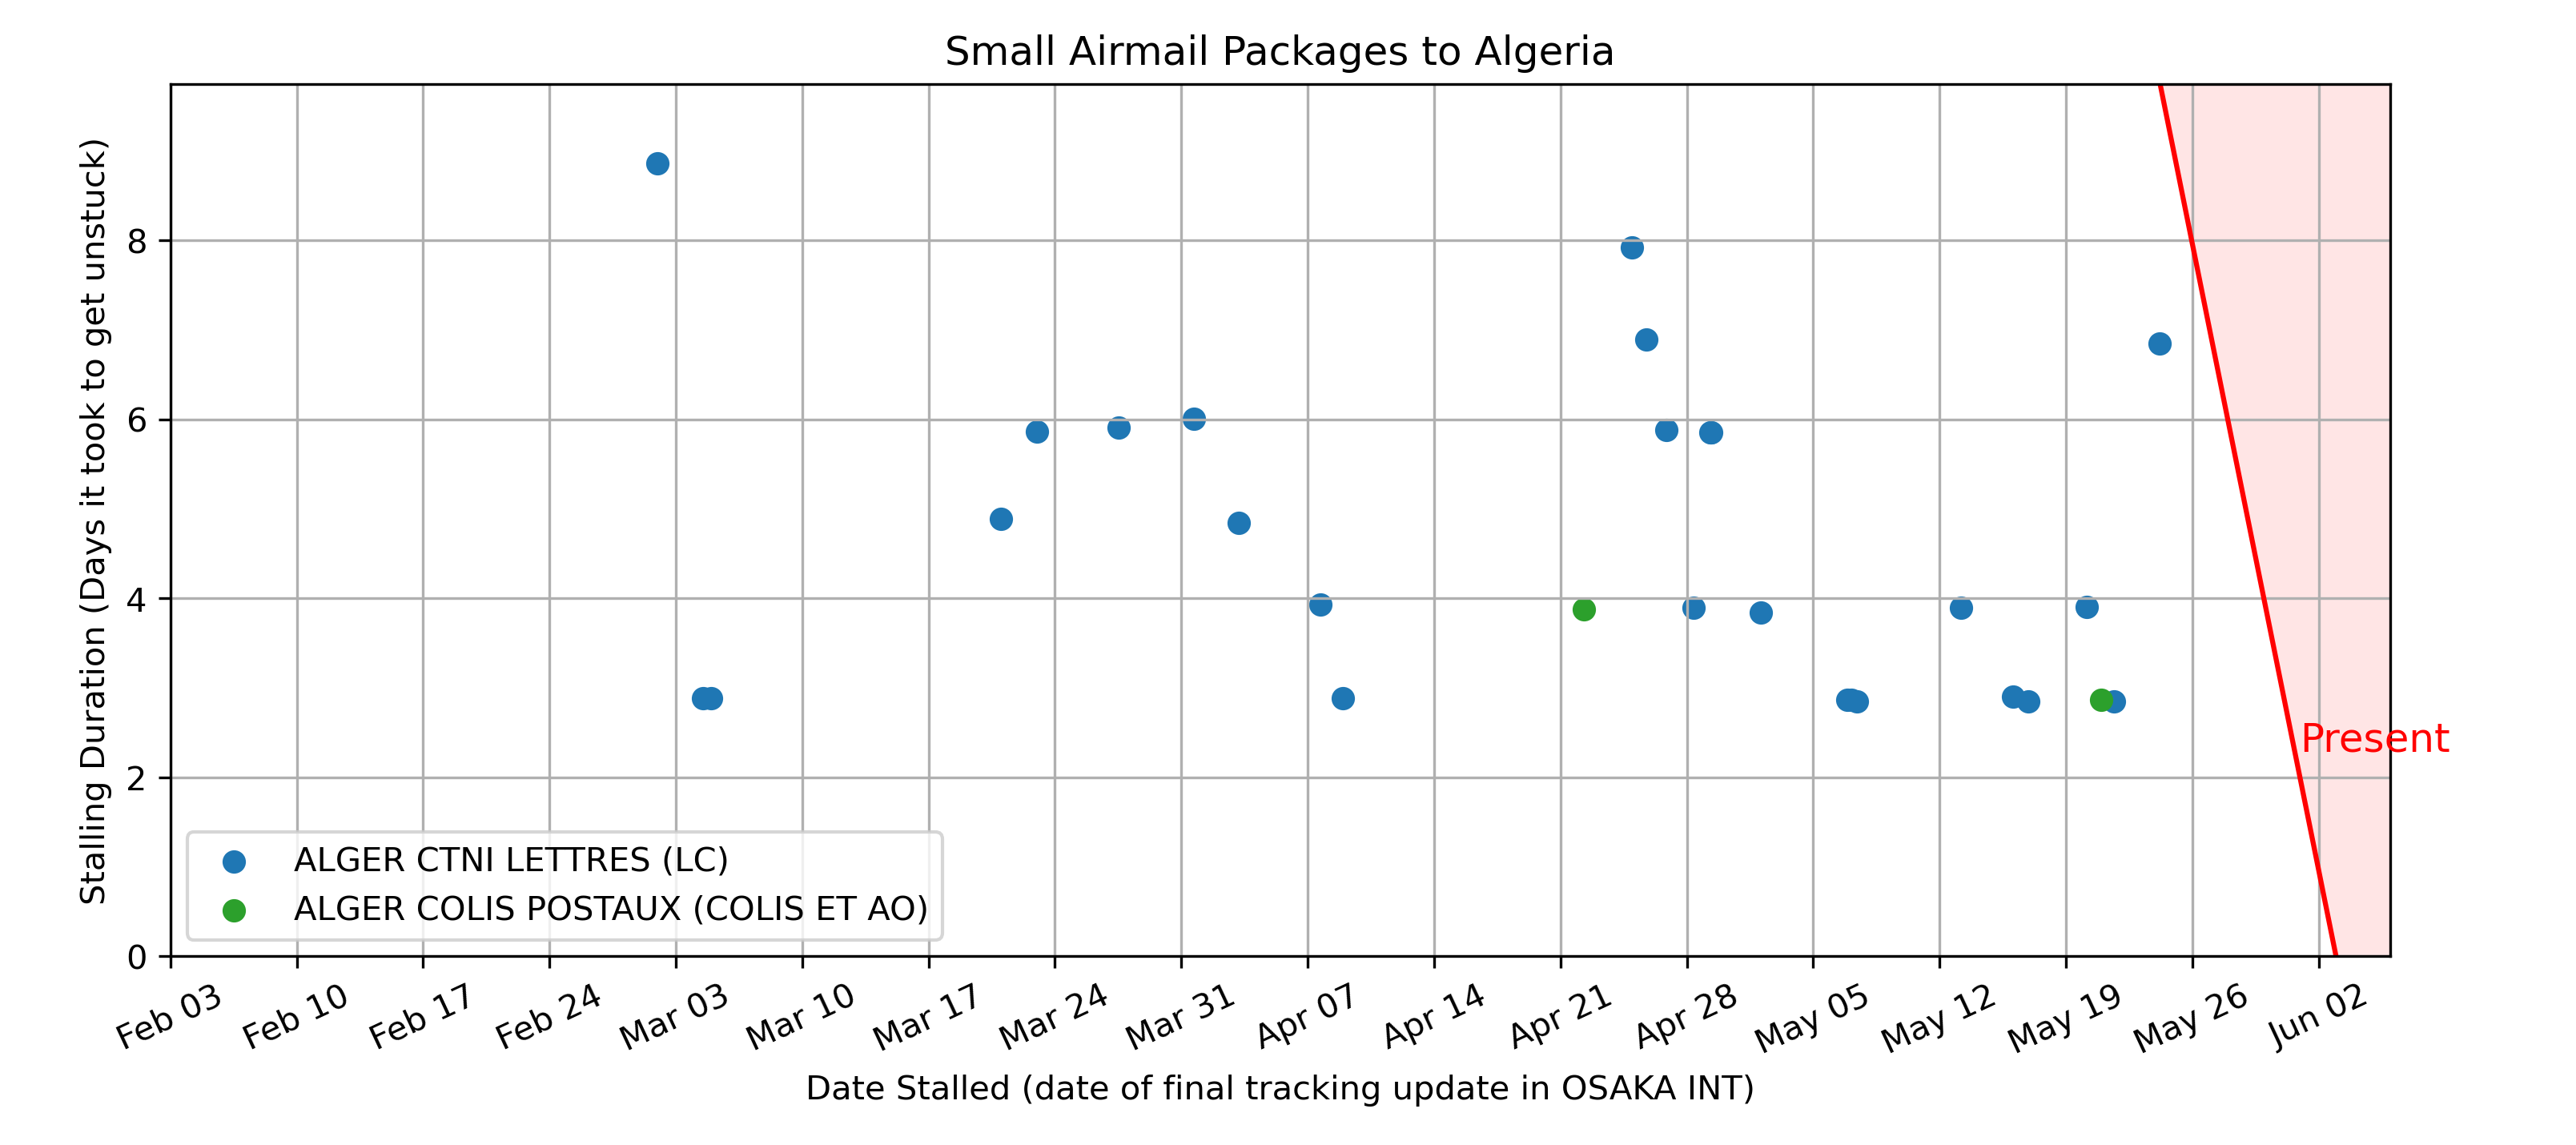 Small Airmail Packages to Algeria
Stalling Duration (Days it took to get unstuck)
8
6
4
2
0
Present
ALGER CTNI LETTRES (LC)
ALGER COLIS POSTAUX (COLIS ET AO)
Feb 03
Feb 10
Feb 17
Feb 24
Mar 03
Mar 10
Mar 17
Mar 24
Mar 31
Apr 07
Apr 14
Apr 21
Apr 28
May 05
May 12
May 19
May 26
Jun 02
Date Stalled (date of final tracking update in OSAKA INT)